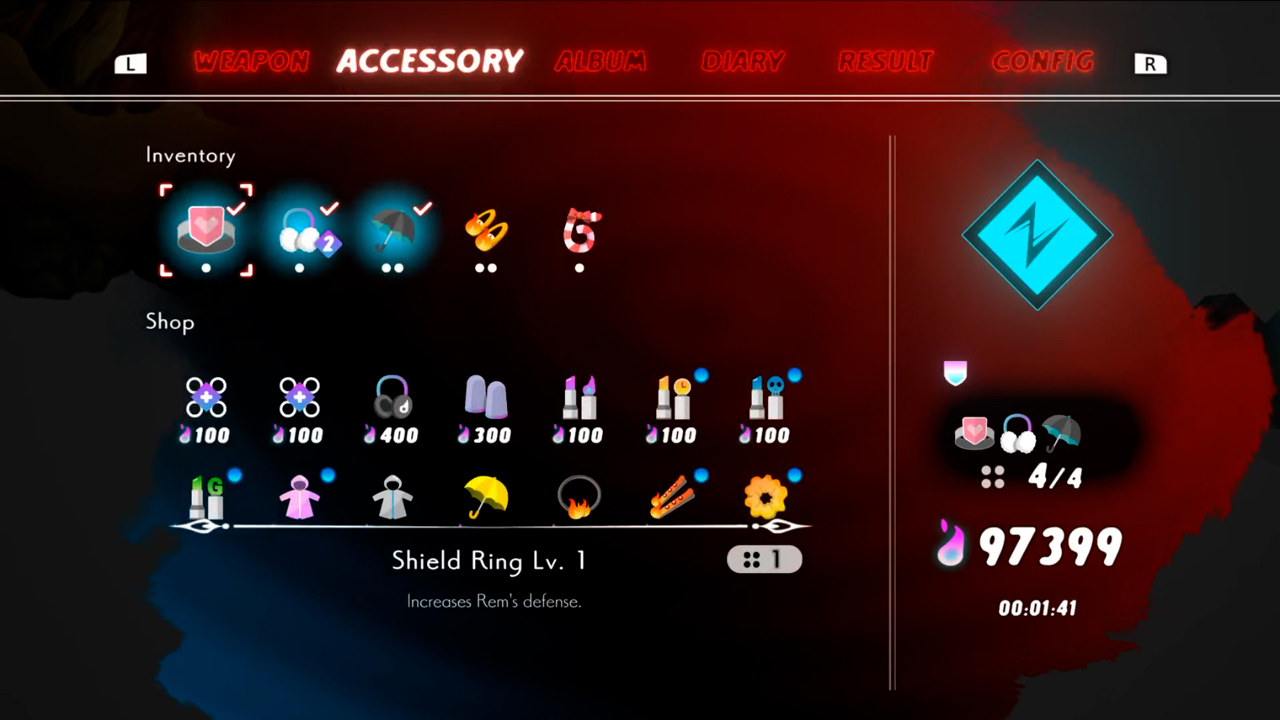 L WEAPON ACCESSORY ALBUM DIARY RESULT CONFIG R
Inventory
2
Shop
100 100 400 300 100 100 100
G
Shield Ring Lv. 1 1
Increases Rem's defense.
4/4
97399
00:01:41